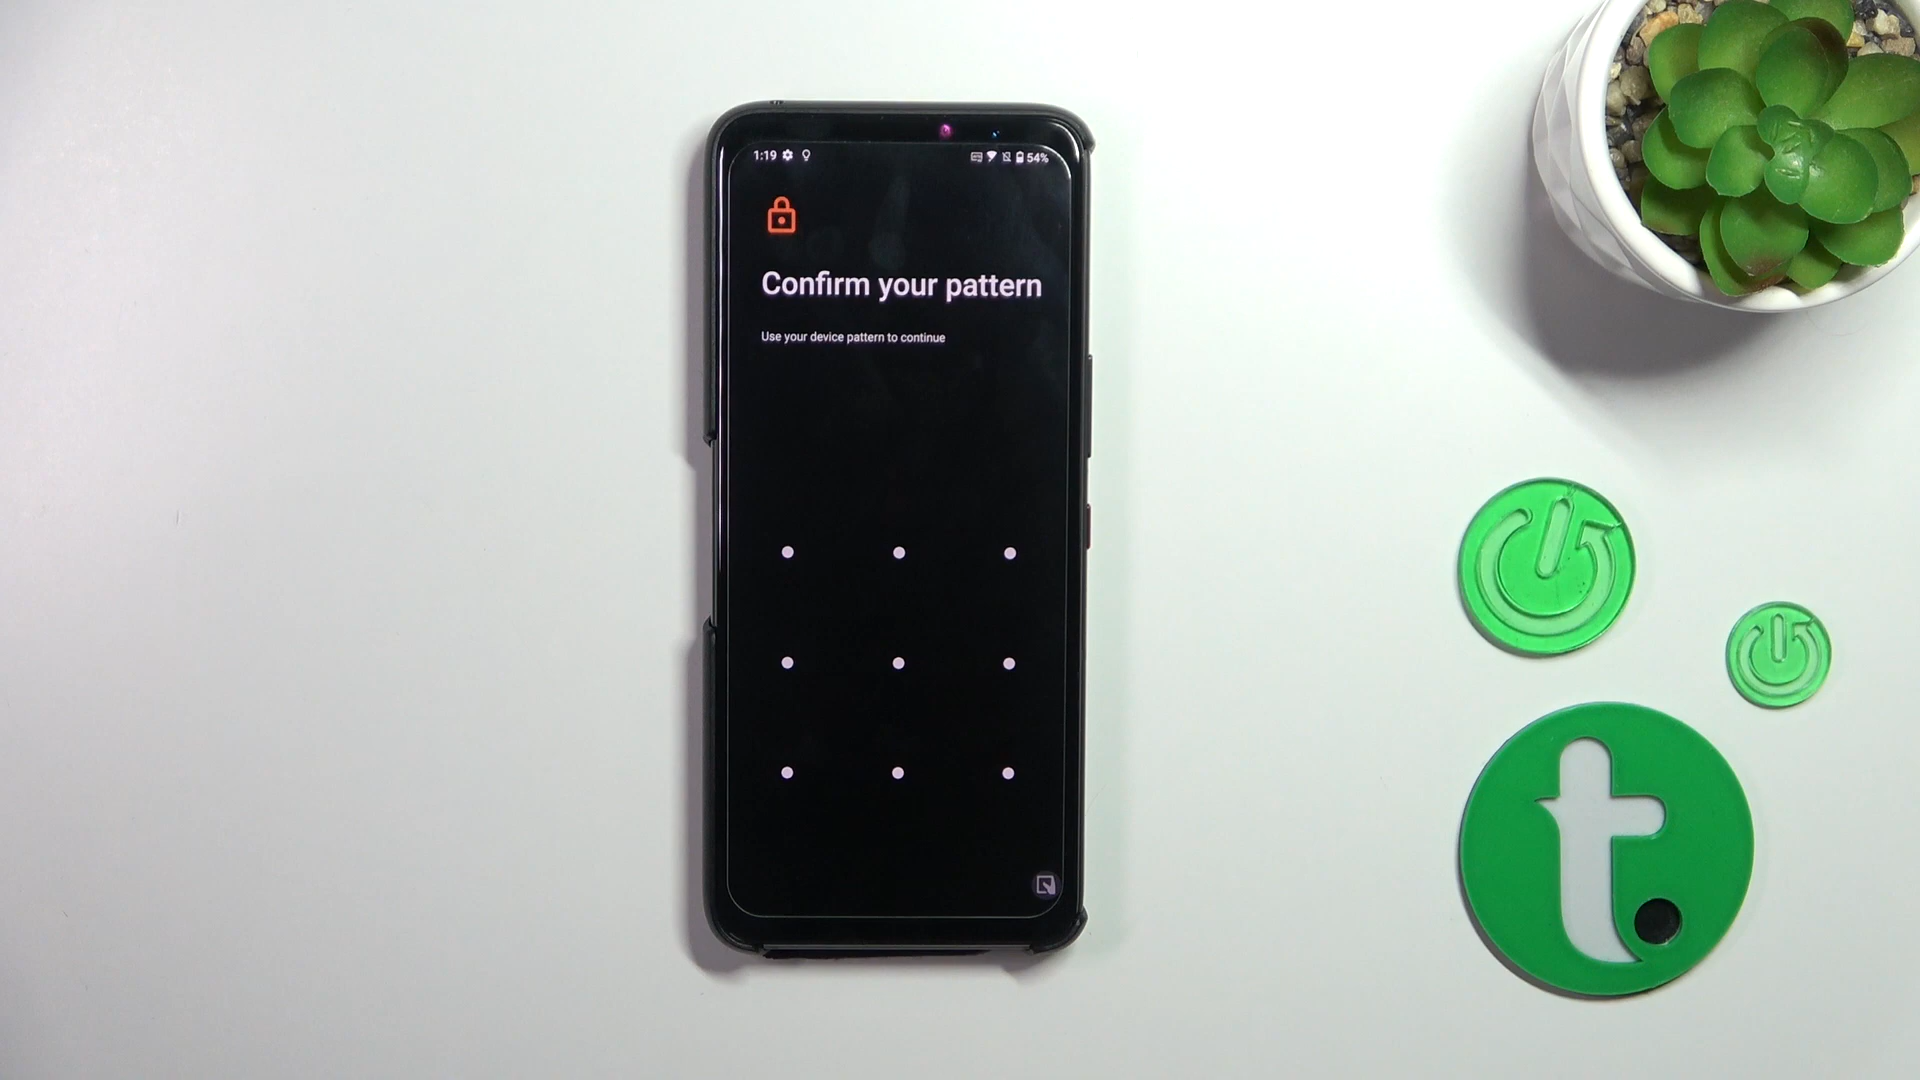 1:19 54%
Confirm your pattern
Use your device pattern to continue
t.